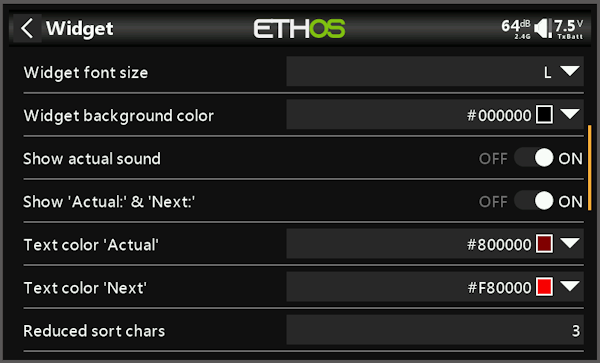 Widget
ETHOS
64dB
2.4G
7.5V
TxBatt
Widget font size
L
Widget background color
#000000
Show actual sound
OFF ON
Show 'Actual:' & 'Next:'
OFF ON
Text color 'Actual'
#800000
Text color 'Next'
#F80000
Reduced sort chars
3